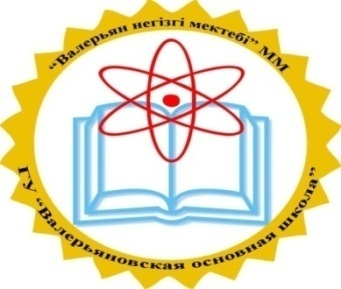 “Валерьян негізгі мектебі” ММ
ГУ “Валерьяновская основная школа”